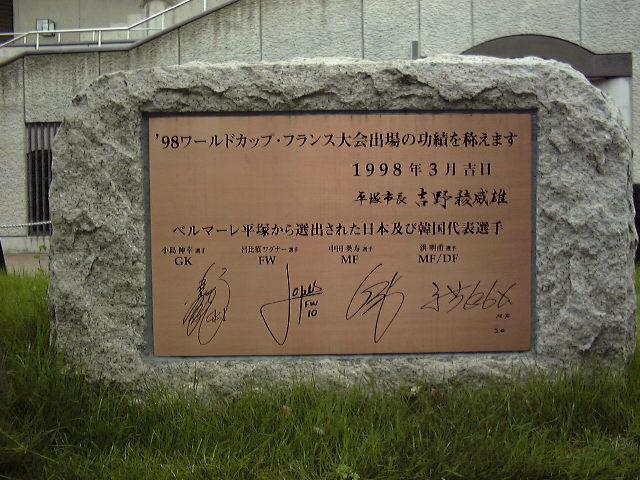 '98ワールドカップ・フランス大会出場の功績を称えます
1998年3月吉日
平塚市長 吉野稜威雄
ベルマーレ平塚から選出された日本及び韓国代表選手
小島伸幸選手 呂比須ワグナー選手 中田英寿選手 洪明甫選手
GK FW MF MF/DF
Lopes
FW
10
MF
20